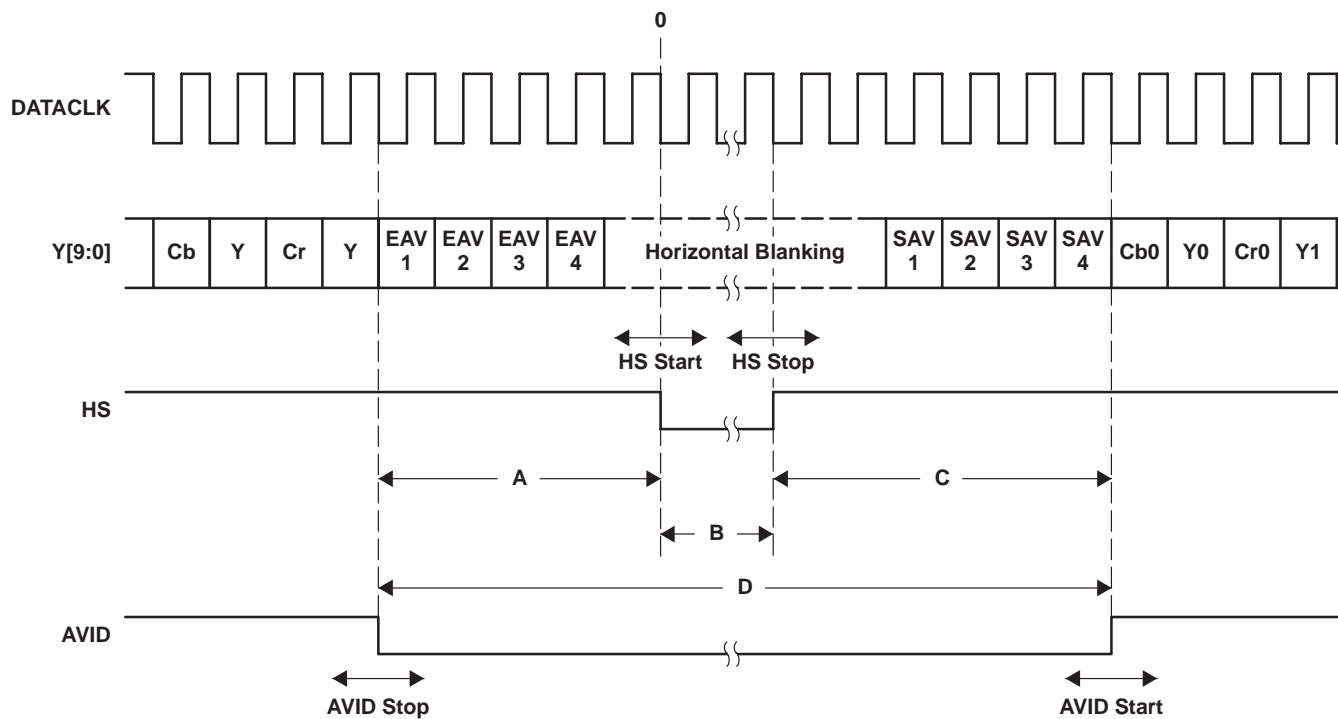 0
DATACLK
Y[9:0]
Cb
Y
Cr
Y
EAV
1
EAV
2
EAV
3
EAV
4
Horizontal Blanking
SAV
1
SAV
2
SAV
3
SAV
4
Cb0
Y0
Cr0
Y1
HS Start
HS Stop
HS
A
C
B
D
AVID
AVID Stop
AVID Start